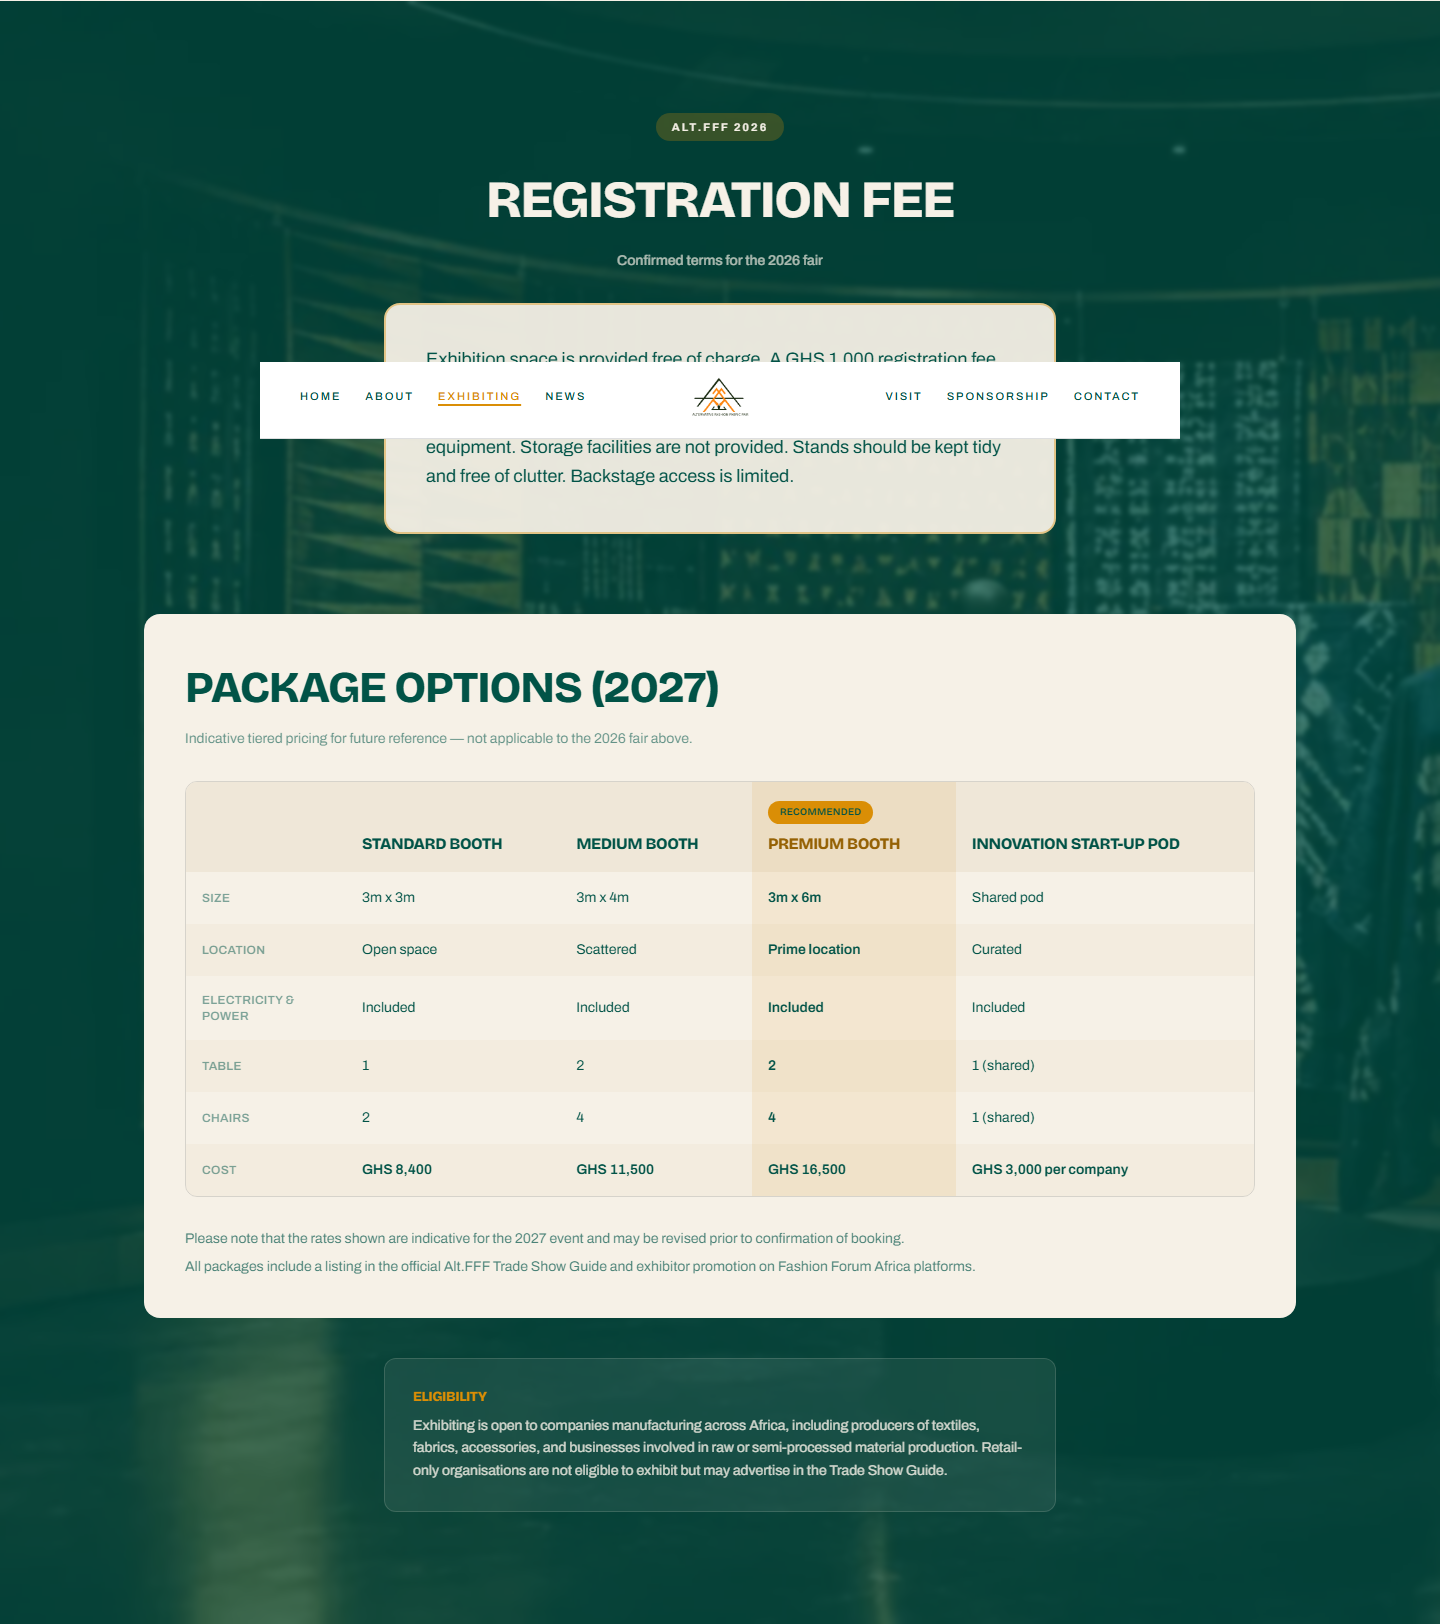 ALT.FFF 2026
REGISTRATION FEE
Confirmed terms for the 2026 fair
Exhibition space is provided free of charge. A GHS 1,000 registration fee
HOME ABOUT EXHIBITING NEWS VISIT SPONSORSHIP CONTACT
equipment. Storage facilities are not provided. Stands should be kept tidy
and free of clutter. Backstage access is limited.
PACKAGE OPTIONS (2027)
Indicative tiered pricing for future reference — not applicable to the 2026 fair above.
RECOMMENDED
STANDARD BOOTH MEDIUM BOOTH PREMIUM BOOTH INNOVATION START-UP POD
SIZE 3m x 3m 3m x 4m 3m x 6m Shared pod
LOCATION Open space Scattered Prime location Curated
ELECTRICITY &
POWER Included Included Included Included
TABLE 1 2 2 1 (shared)
CHAIRS 2 4 4 1 (shared)
COST GHS 8,400 GHS 11,500 GHS 16,500 GHS 3,000 per company
Please note that the rates shown are indicative for the 2027 event and may be revised prior to confirmation of booking.
All packages include a listing in the official Alt.FFF Trade Show Guide and exhibitor promotion on Fashion Forum Africa platforms.
ELIGIBILITY
Exhibiting is open to companies manufacturing across Africa, including producers of textiles,
fabrics, accessories, and businesses involved in raw or semi-processed material production. Retail-
only organisations are not eligible to exhibit but may advertise in the Trade Show Guide.